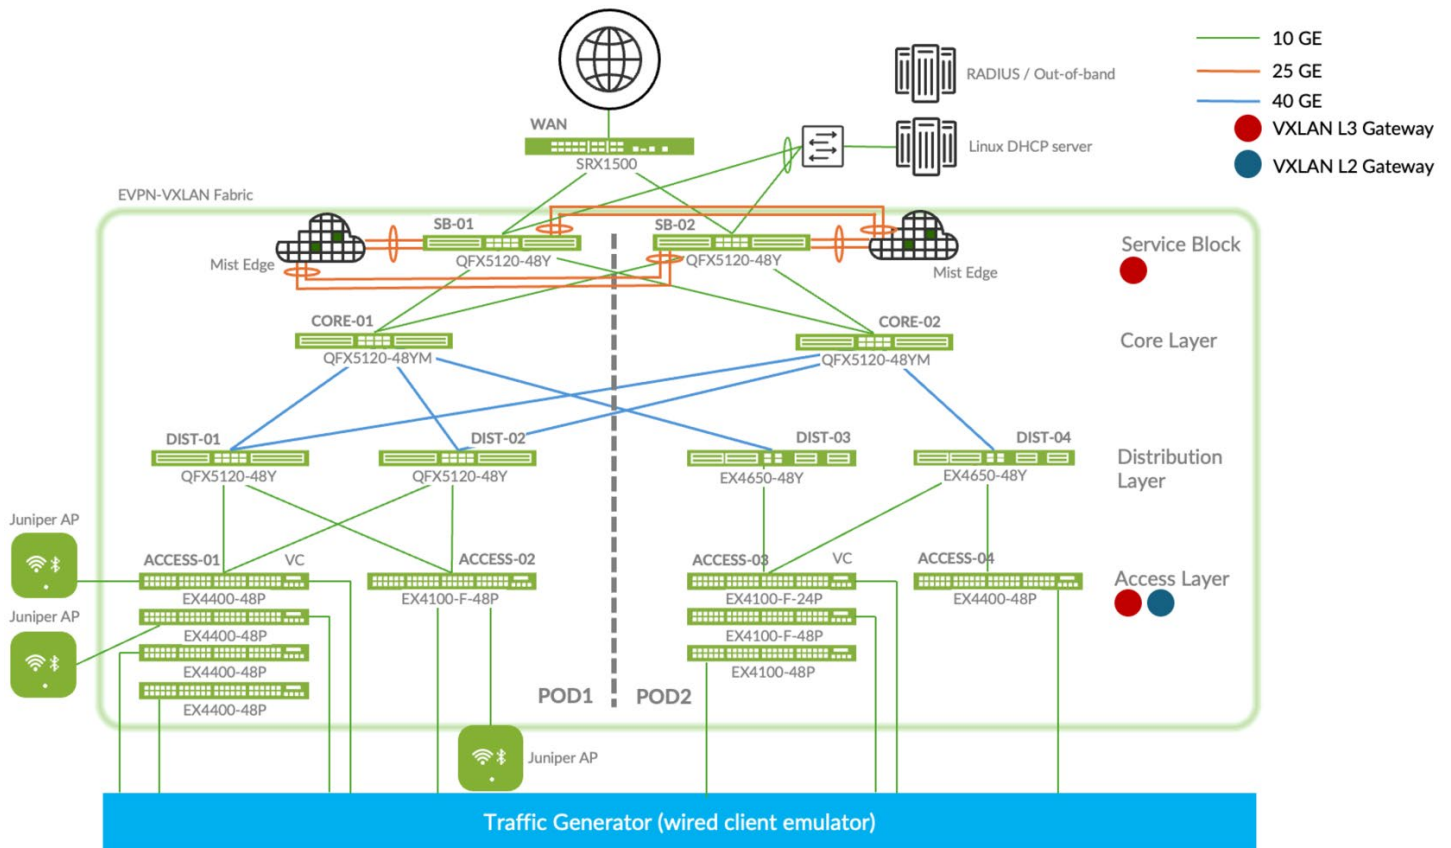 10 GE
25 GE
40 GE
VXLAN L3 Gateway
VXLAN L2 Gateway
RADIUS / Out-of-band
Linux DHCP server
WAN
SRX1500
EVPN-VXLAN Fabric
SB-01
SB-02
QFX5120-48Y
QFX5120-48Y
Mist Edge
Mist Edge
Service Block
CORE-01
CORE-02
QFX5120-48YM
QFX5120-48YM
Core Layer
DIST-01
DIST-02
DIST-03
DIST-04
QFX5120-48Y
QFX5120-48Y
EX4650-48Y
EX4650-48Y
Distribution
Layer
Juniper AP
ACCESS-01
VC
ACCESS-02
ACCESS-03
VC
ACCESS-04
EX4400-48P
EX4100-F-48P
EX4100-F-24P
EX4400-48P
Access Layer
Juniper AP
EX4400-48P
EX4100-F-48P
EX4400-48P
EX4100-48P
EX4400-48P
POD1
POD2
Juniper AP
Traffic Generator (wired client emulator)